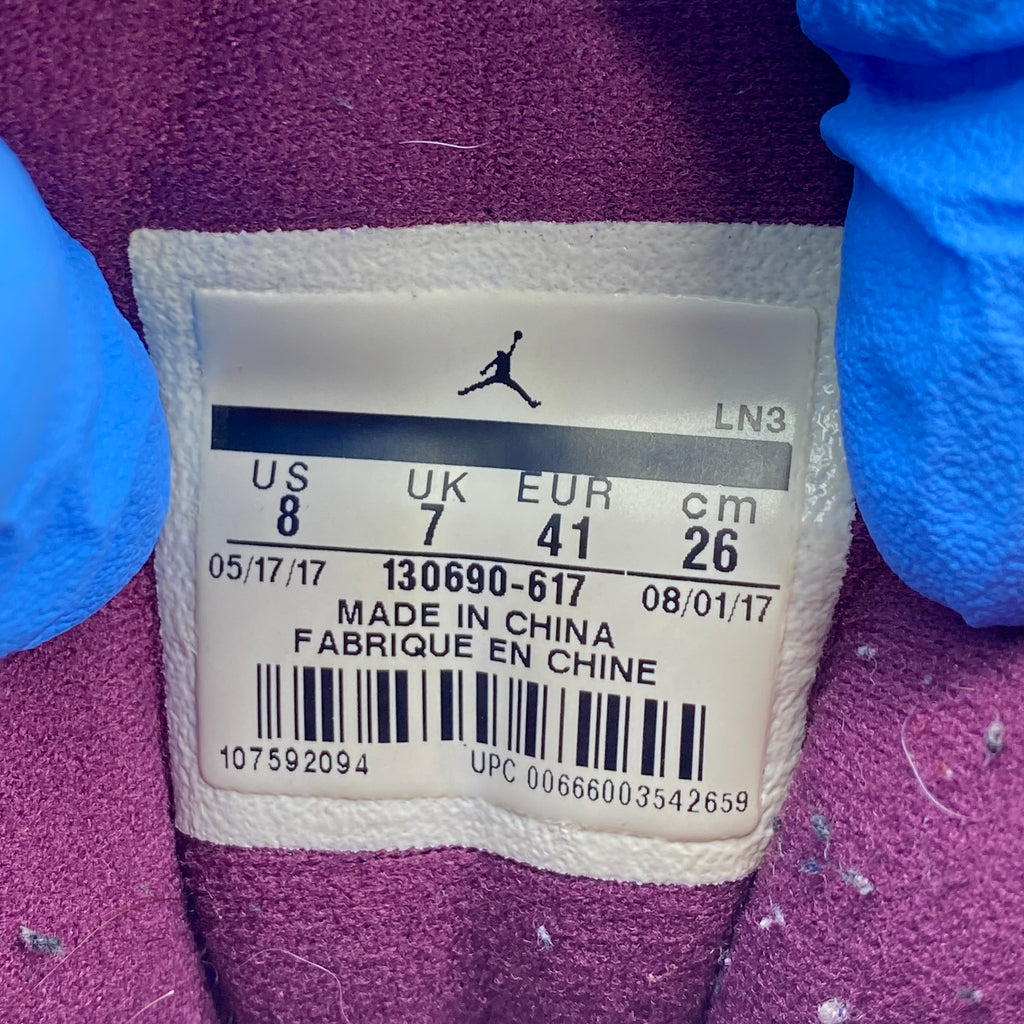 LN3
US UK EUR cm
8 7 41 26
05/17/17 130690-617 08/01/17
MADE IN CHINA
FABRIQUE EN CHINE
107592094 UPC 00666003542659